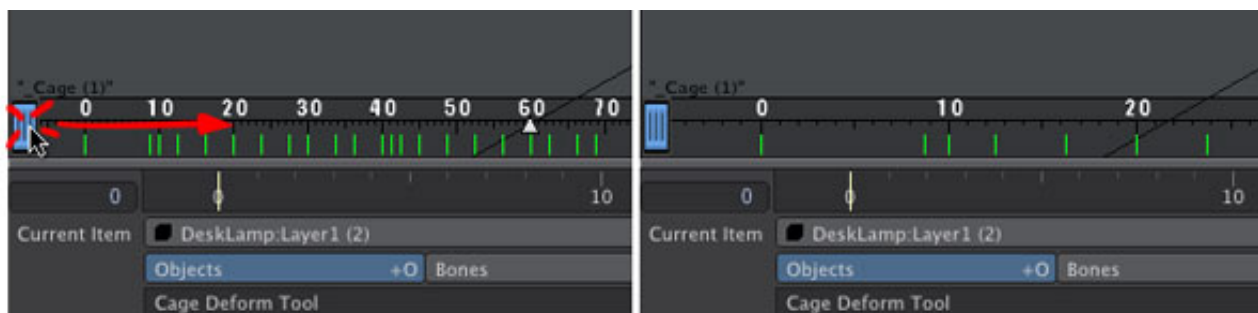 "_Cage (1)"
0 10 20 30 40 50 60 70
0 0 10
Current Item DeskLamp:Layer1 (2)
Objects +O Bones
Cage Deform Tool
"_Cage (1)"
0 10 20
0 0 10
Current Item DeskLamp:Layer1 (2)
Objects +O Bones
Cage Deform Tool